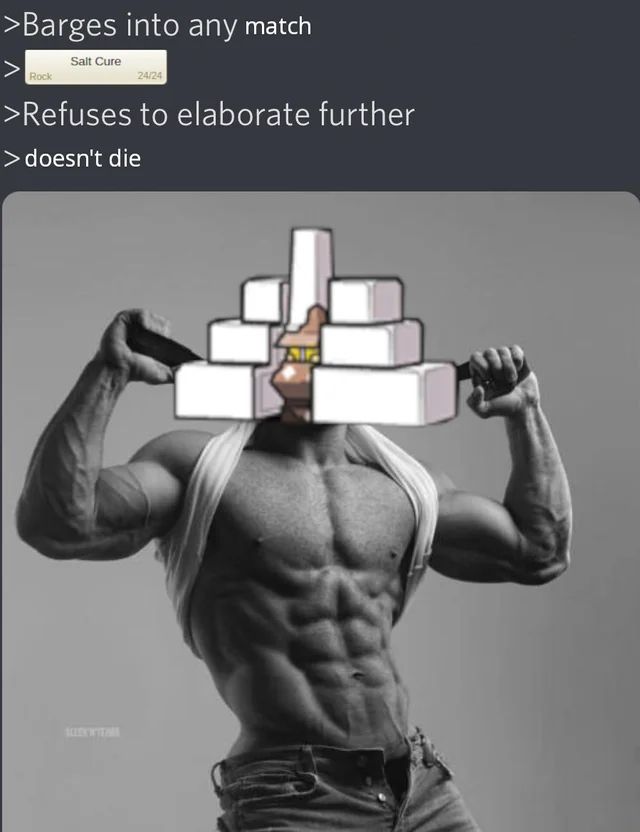 >Barges into any match
> Salt Cure
Rock 24/24
>Refuses to elaborate further
>doesn't die